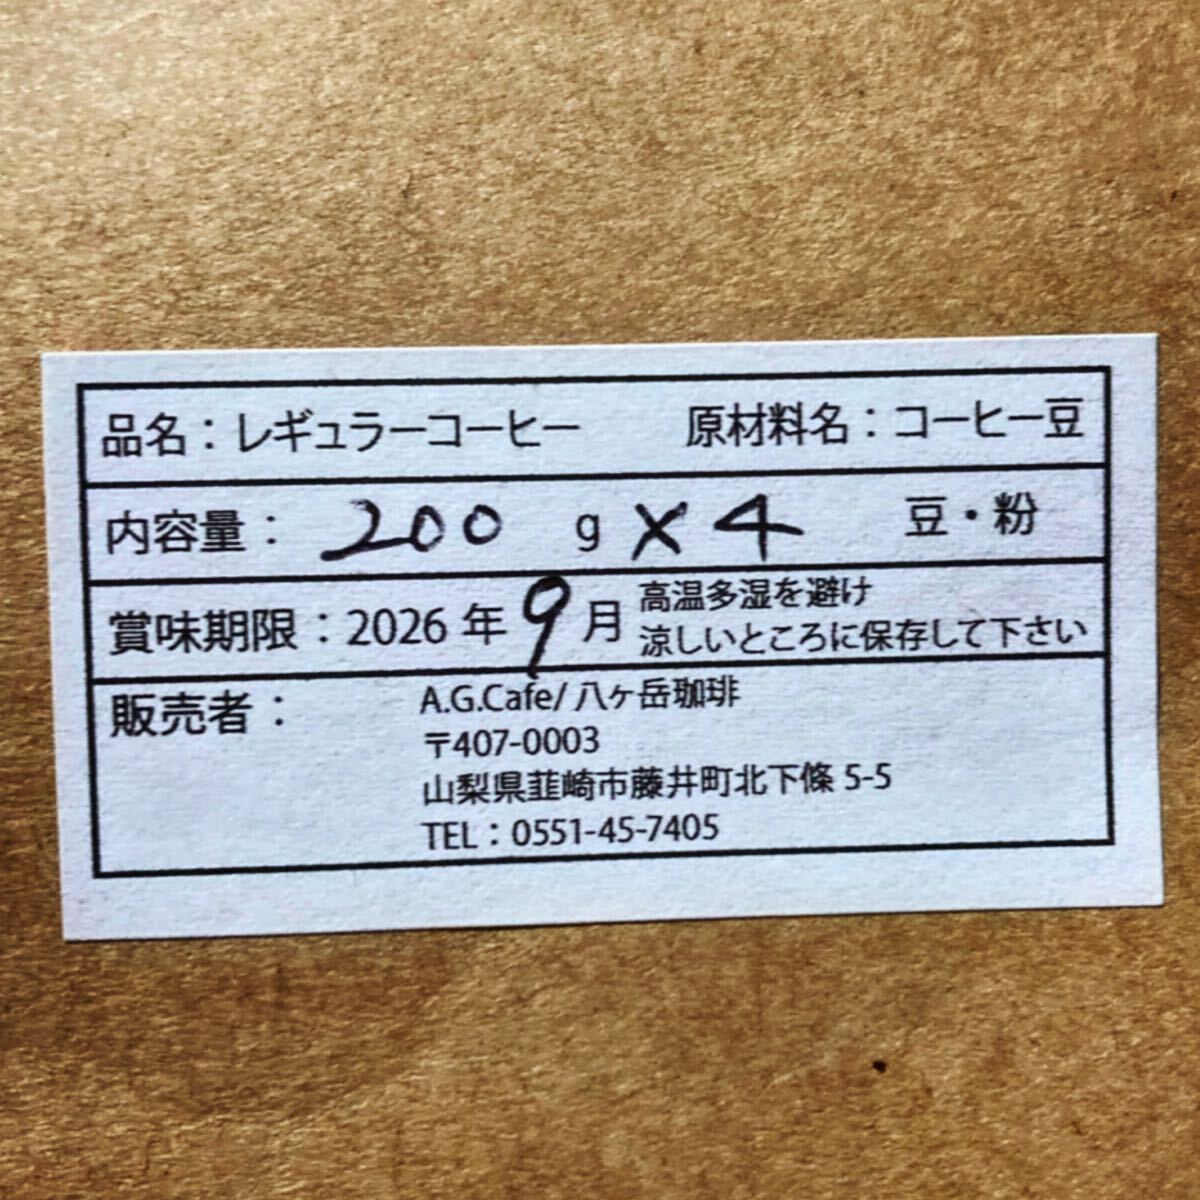 品名：レギュラーコーヒー 原材料名：コーヒー豆
内容量： 200 g ×4 豆・粉
賞味期限：2026 年 9 月 高温多湿を避け
涼しいところに保存して下さい
販売者： A.G.Cafe/ 八ヶ岳珈琲
〒407-0003
山梨県韮崎市藤井町北下條 5-5
TEL：0551-45-7405